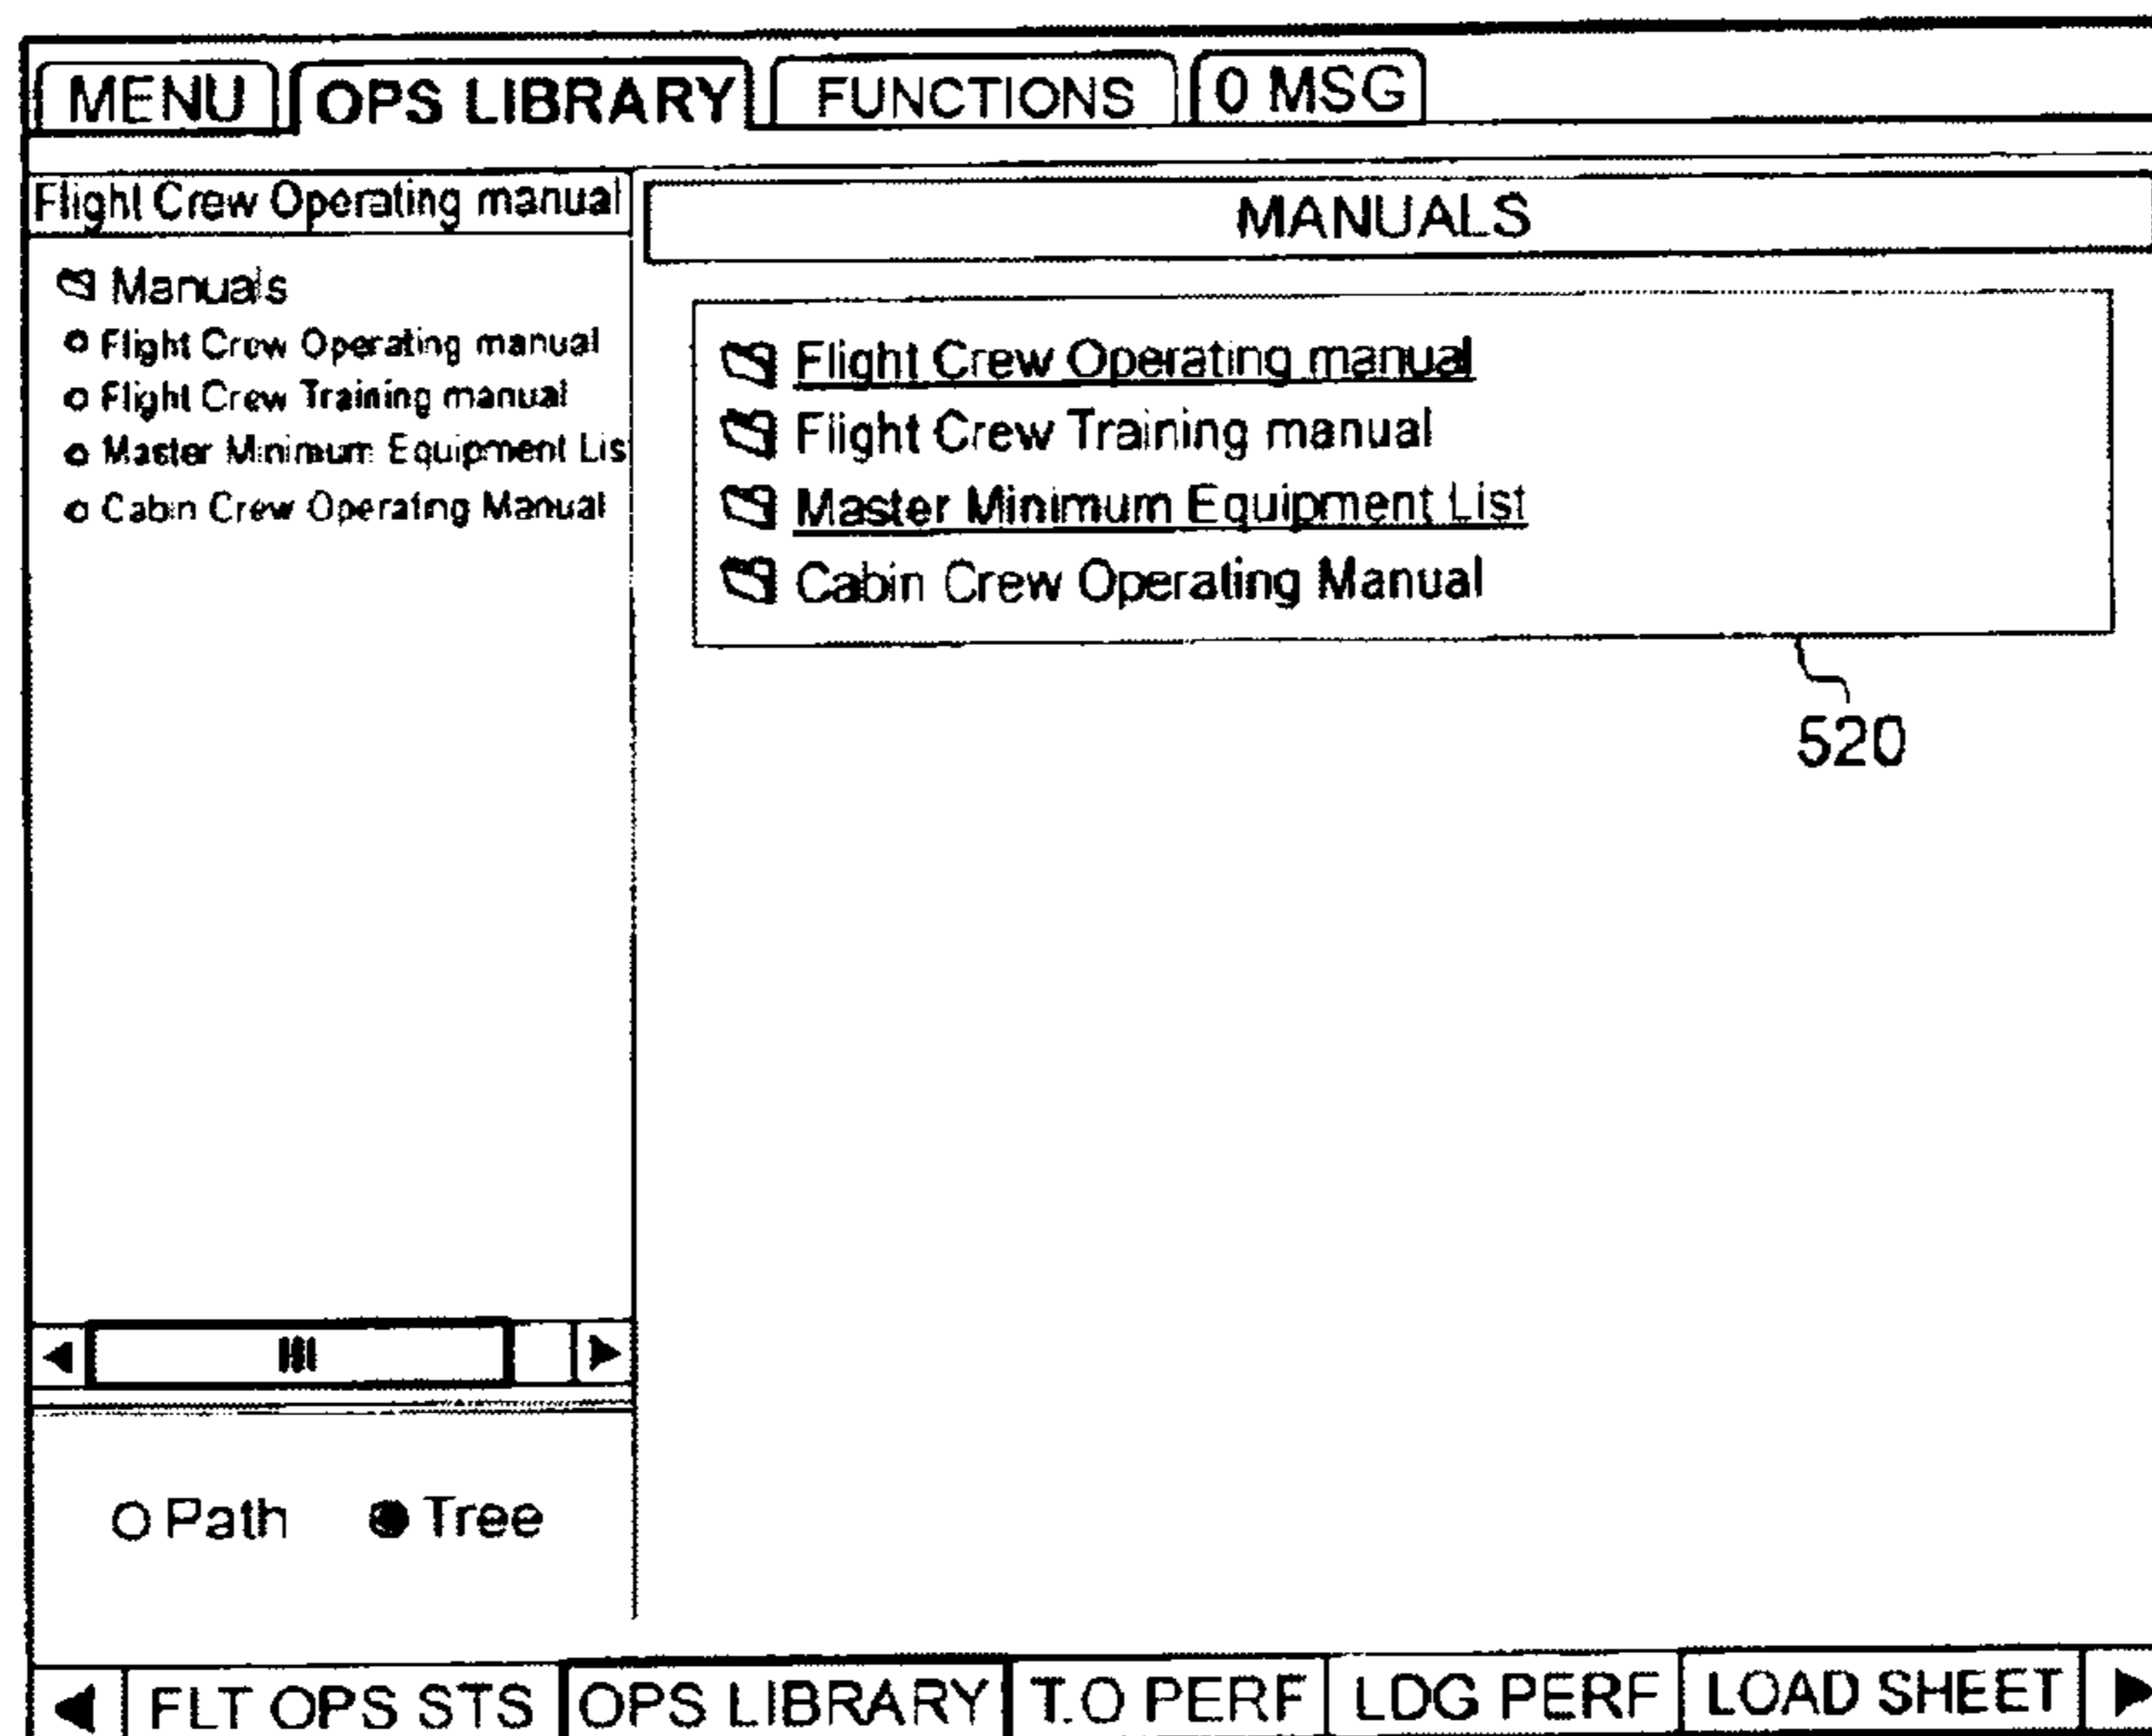 MENU OPS LIBRARY FUNCTIONS 0 MSG
Flight Crew Operating manual
Manuals
Flight Crew Operating manual
Flight Crew Training manual
Master Minimum Equipment Lis
Cabin Crew Operating Manual
MANUALS
Flight Crew Operating manual
Flight Crew Training manual
Master Minimum Equipment List
Cabin Crew Operating Manual
520
Path Tree
FLT OPS STS OPS LIBRARY T.O PERF LDG PERF LOAD SHEET